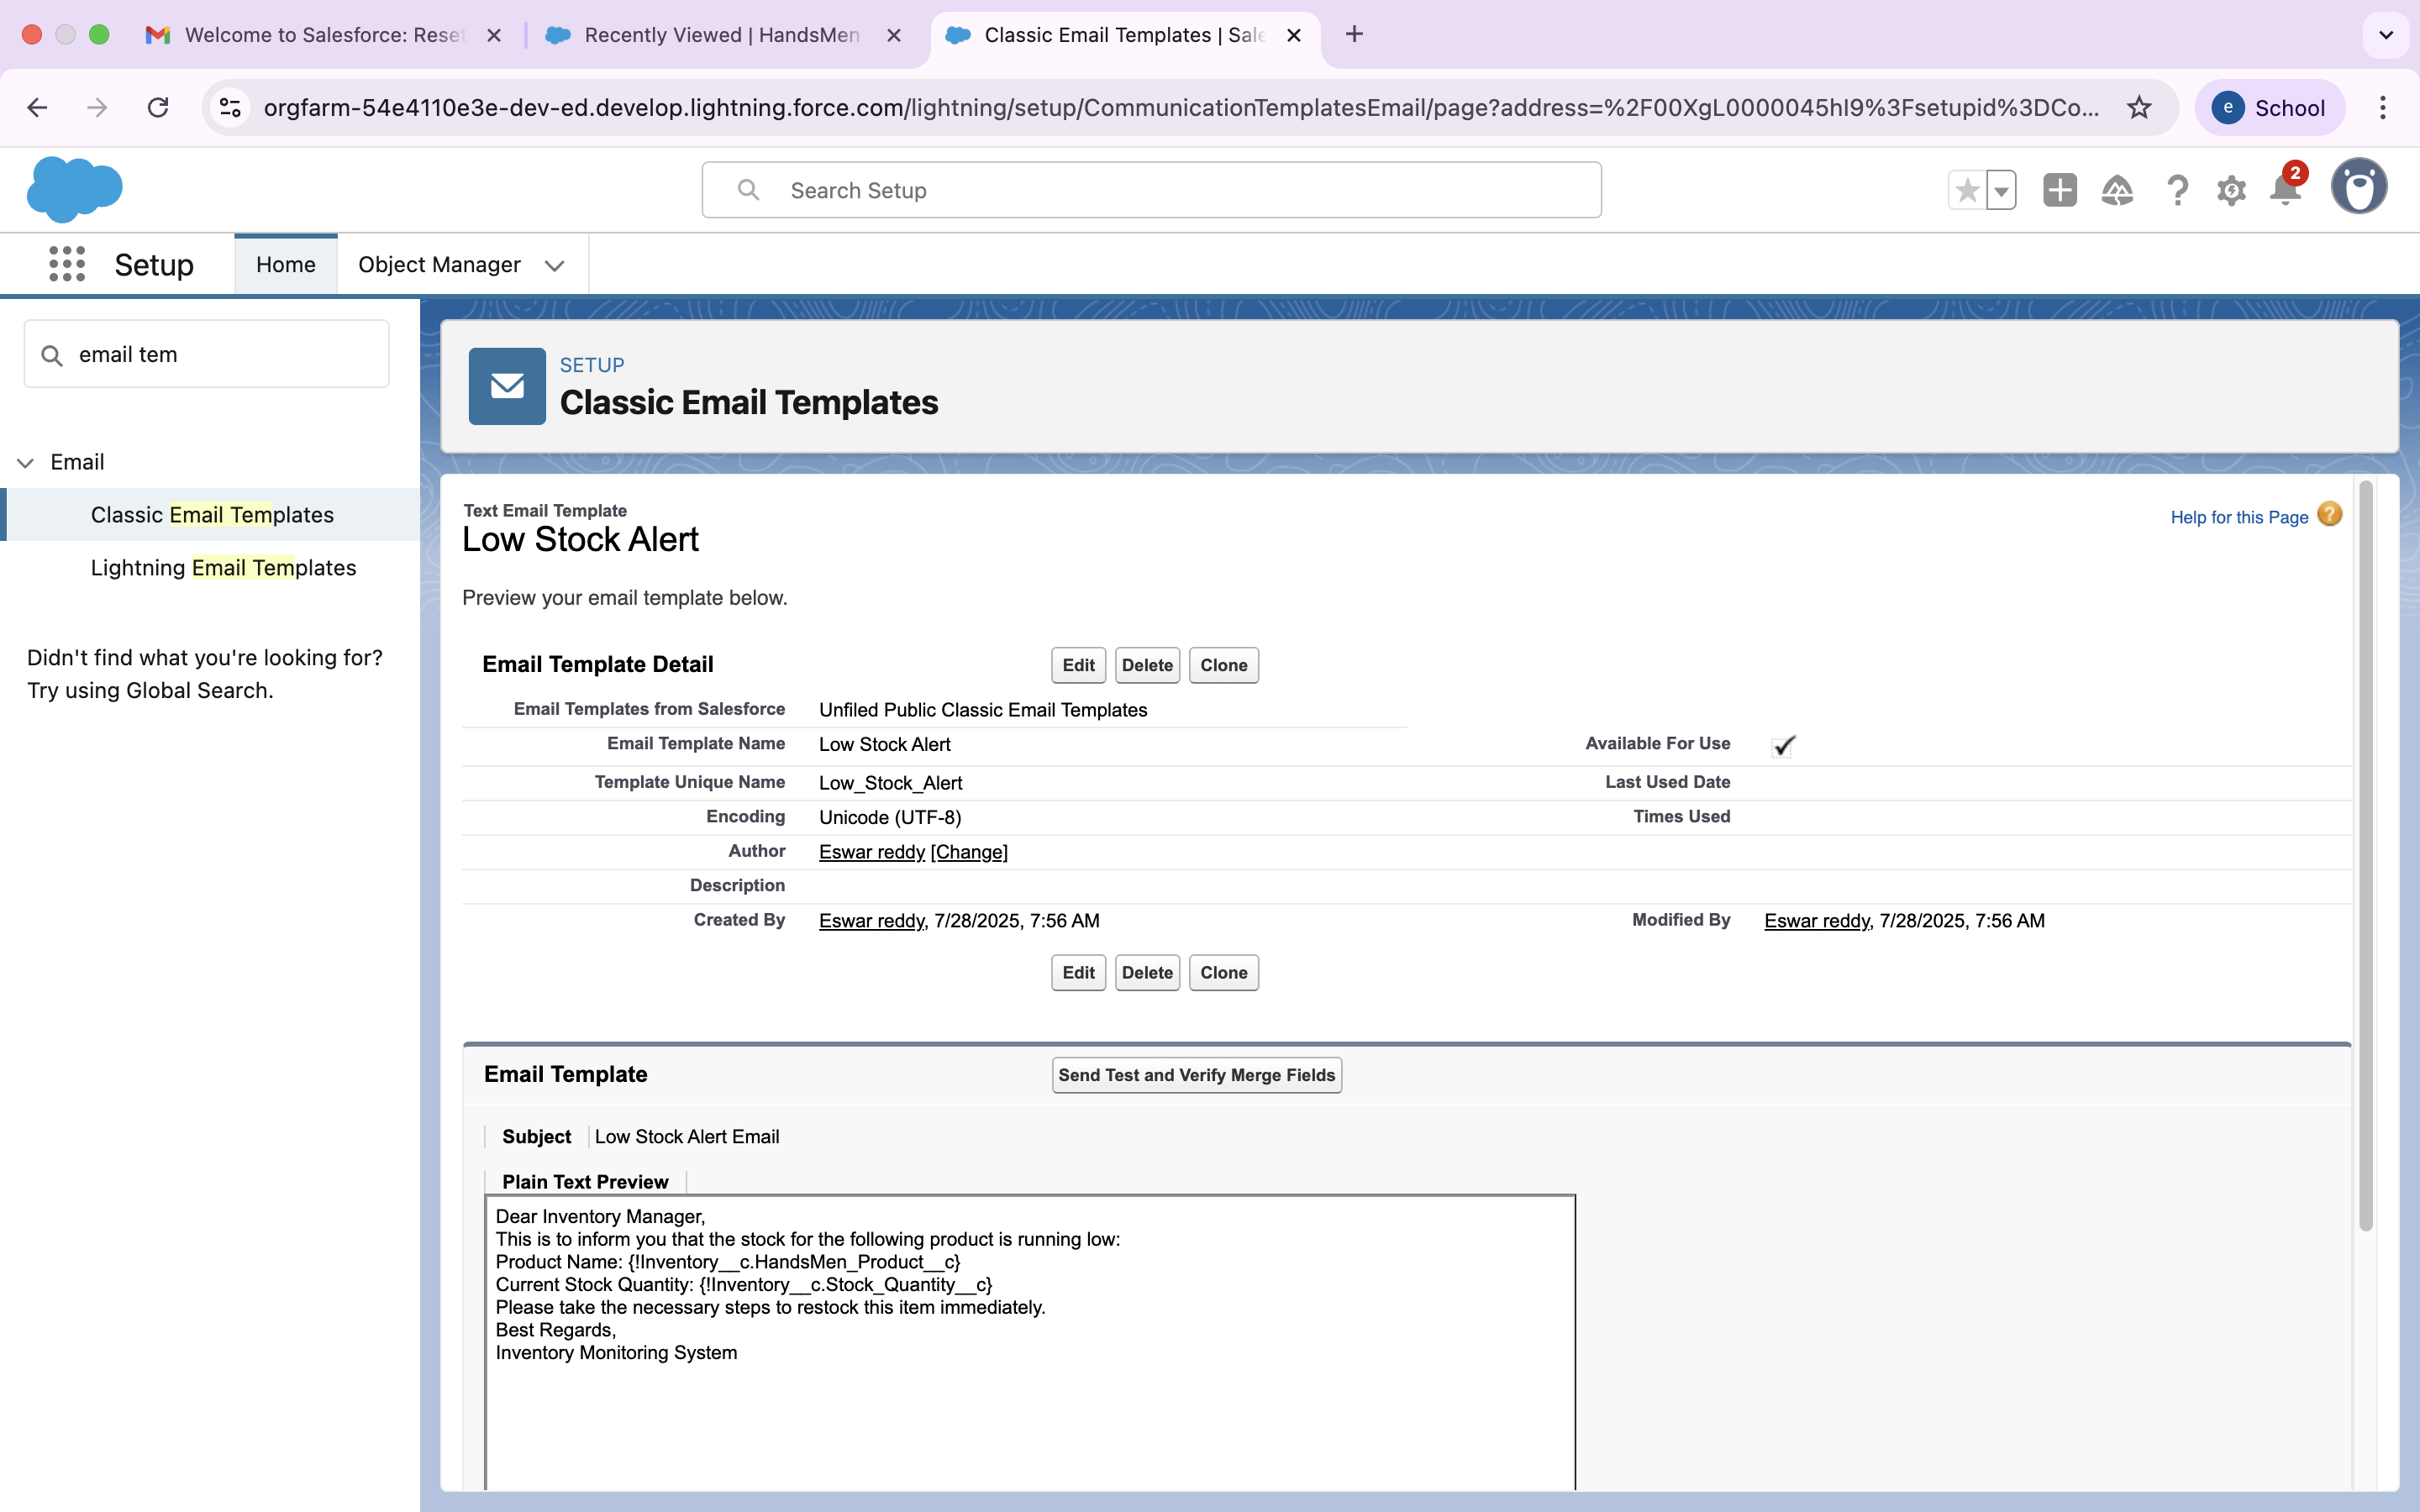 Welcome to Salesforce: Reset
Recently Viewed | HandsMen
Classic Email Templates | Sale
orgfarm-54e4110e3e-dev-ed.develop.lightning.force.com/lightning/setup/CommunicationTemplatesEmail/page?address=%2F00XgL0000045hl9%3Fsetupid%3DCo...
e School
Search Setup
2
Setup
Home
Object Manager
email tem
Email
Classic Email Templates
Lightning Email Templates
Didn't find what you're looking for?
Try using Global Search.
SETUP
Classic Email Templates
Text Email Template
Low Stock Alert
Help for this Page ?
Preview your email template below.
Email Template Detail
Edit Delete Clone
Email Templates from Salesforce Unfiled Public Classic Email Templates
Email Template Name Low Stock Alert Available For Use
Template Unique Name Low_Stock_Alert Last Used Date
Encoding Unicode (UTF-8) Times Used
Author Eswar reddy [Change]
Description
Created By Eswar reddy, 7/28/2025, 7:56 AM Modified By Eswar reddy, 7/28/2025, 7:56 AM
Edit Delete Clone
Email Template
Send Test and Verify Merge Fields
Subject Low Stock Alert Email
Plain Text Preview
Dear Inventory Manager,
This is to inform you that the stock for the following product is running low:
Product Name: {!Inventory__c.HandsMen_Product__c}
Current Stock Quantity: {!Inventory__c.Stock_Quantity__c}
Please take the necessary steps to restock this item immediately.
Best Regards,
Inventory Monitoring System